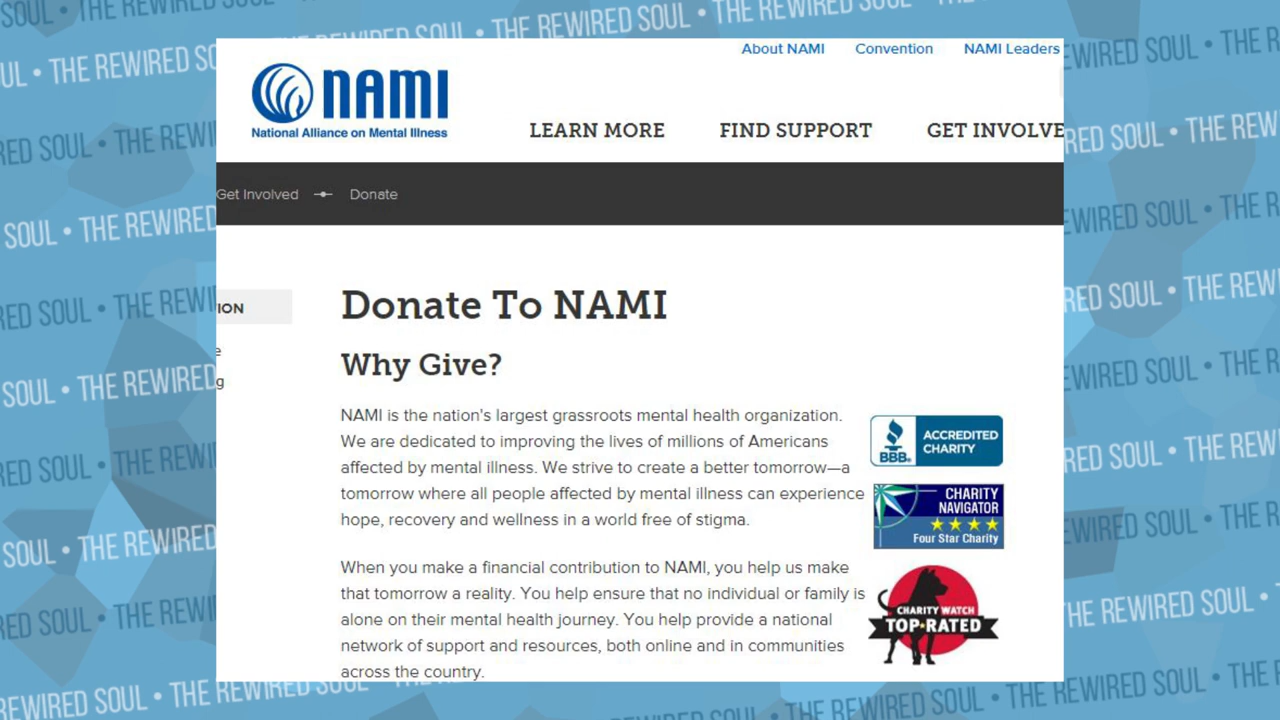 SOUL • THE REWIRED SOUL • THE REWIRED SOUL • THE REWIRED SOUL • THE REWIRED SOUL •
About NAMI Convention NAMI Leaders
NAMI
National Alliance on Mental Illness
LEARN MORE FIND SUPPORT GET INVOLVE
Get Involved Donate
ION
e
g
Donate To NAMI
Why Give?
NAMI is the nation's largest grassroots mental health organization.
We are dedicated to improving the lives of millions of Americans
affected by mental illness. We strive to create a better tomorrow—a
tomorrow where all people affected by mental illness can experience
hope, recovery and wellness in a world free of stigma.
When you make a financial contribution to NAMI, you help us make
that tomorrow a reality. You help ensure that no individual or family is
alone on their mental health journey. You help provide a national
network of support and resources, both online and in communities
across the country.
BBB.
ACCREDITED
CHARITY
CHARITY
NAVIGATOR
Four Star Charity
CHARITY WATCH
TOP★RATED